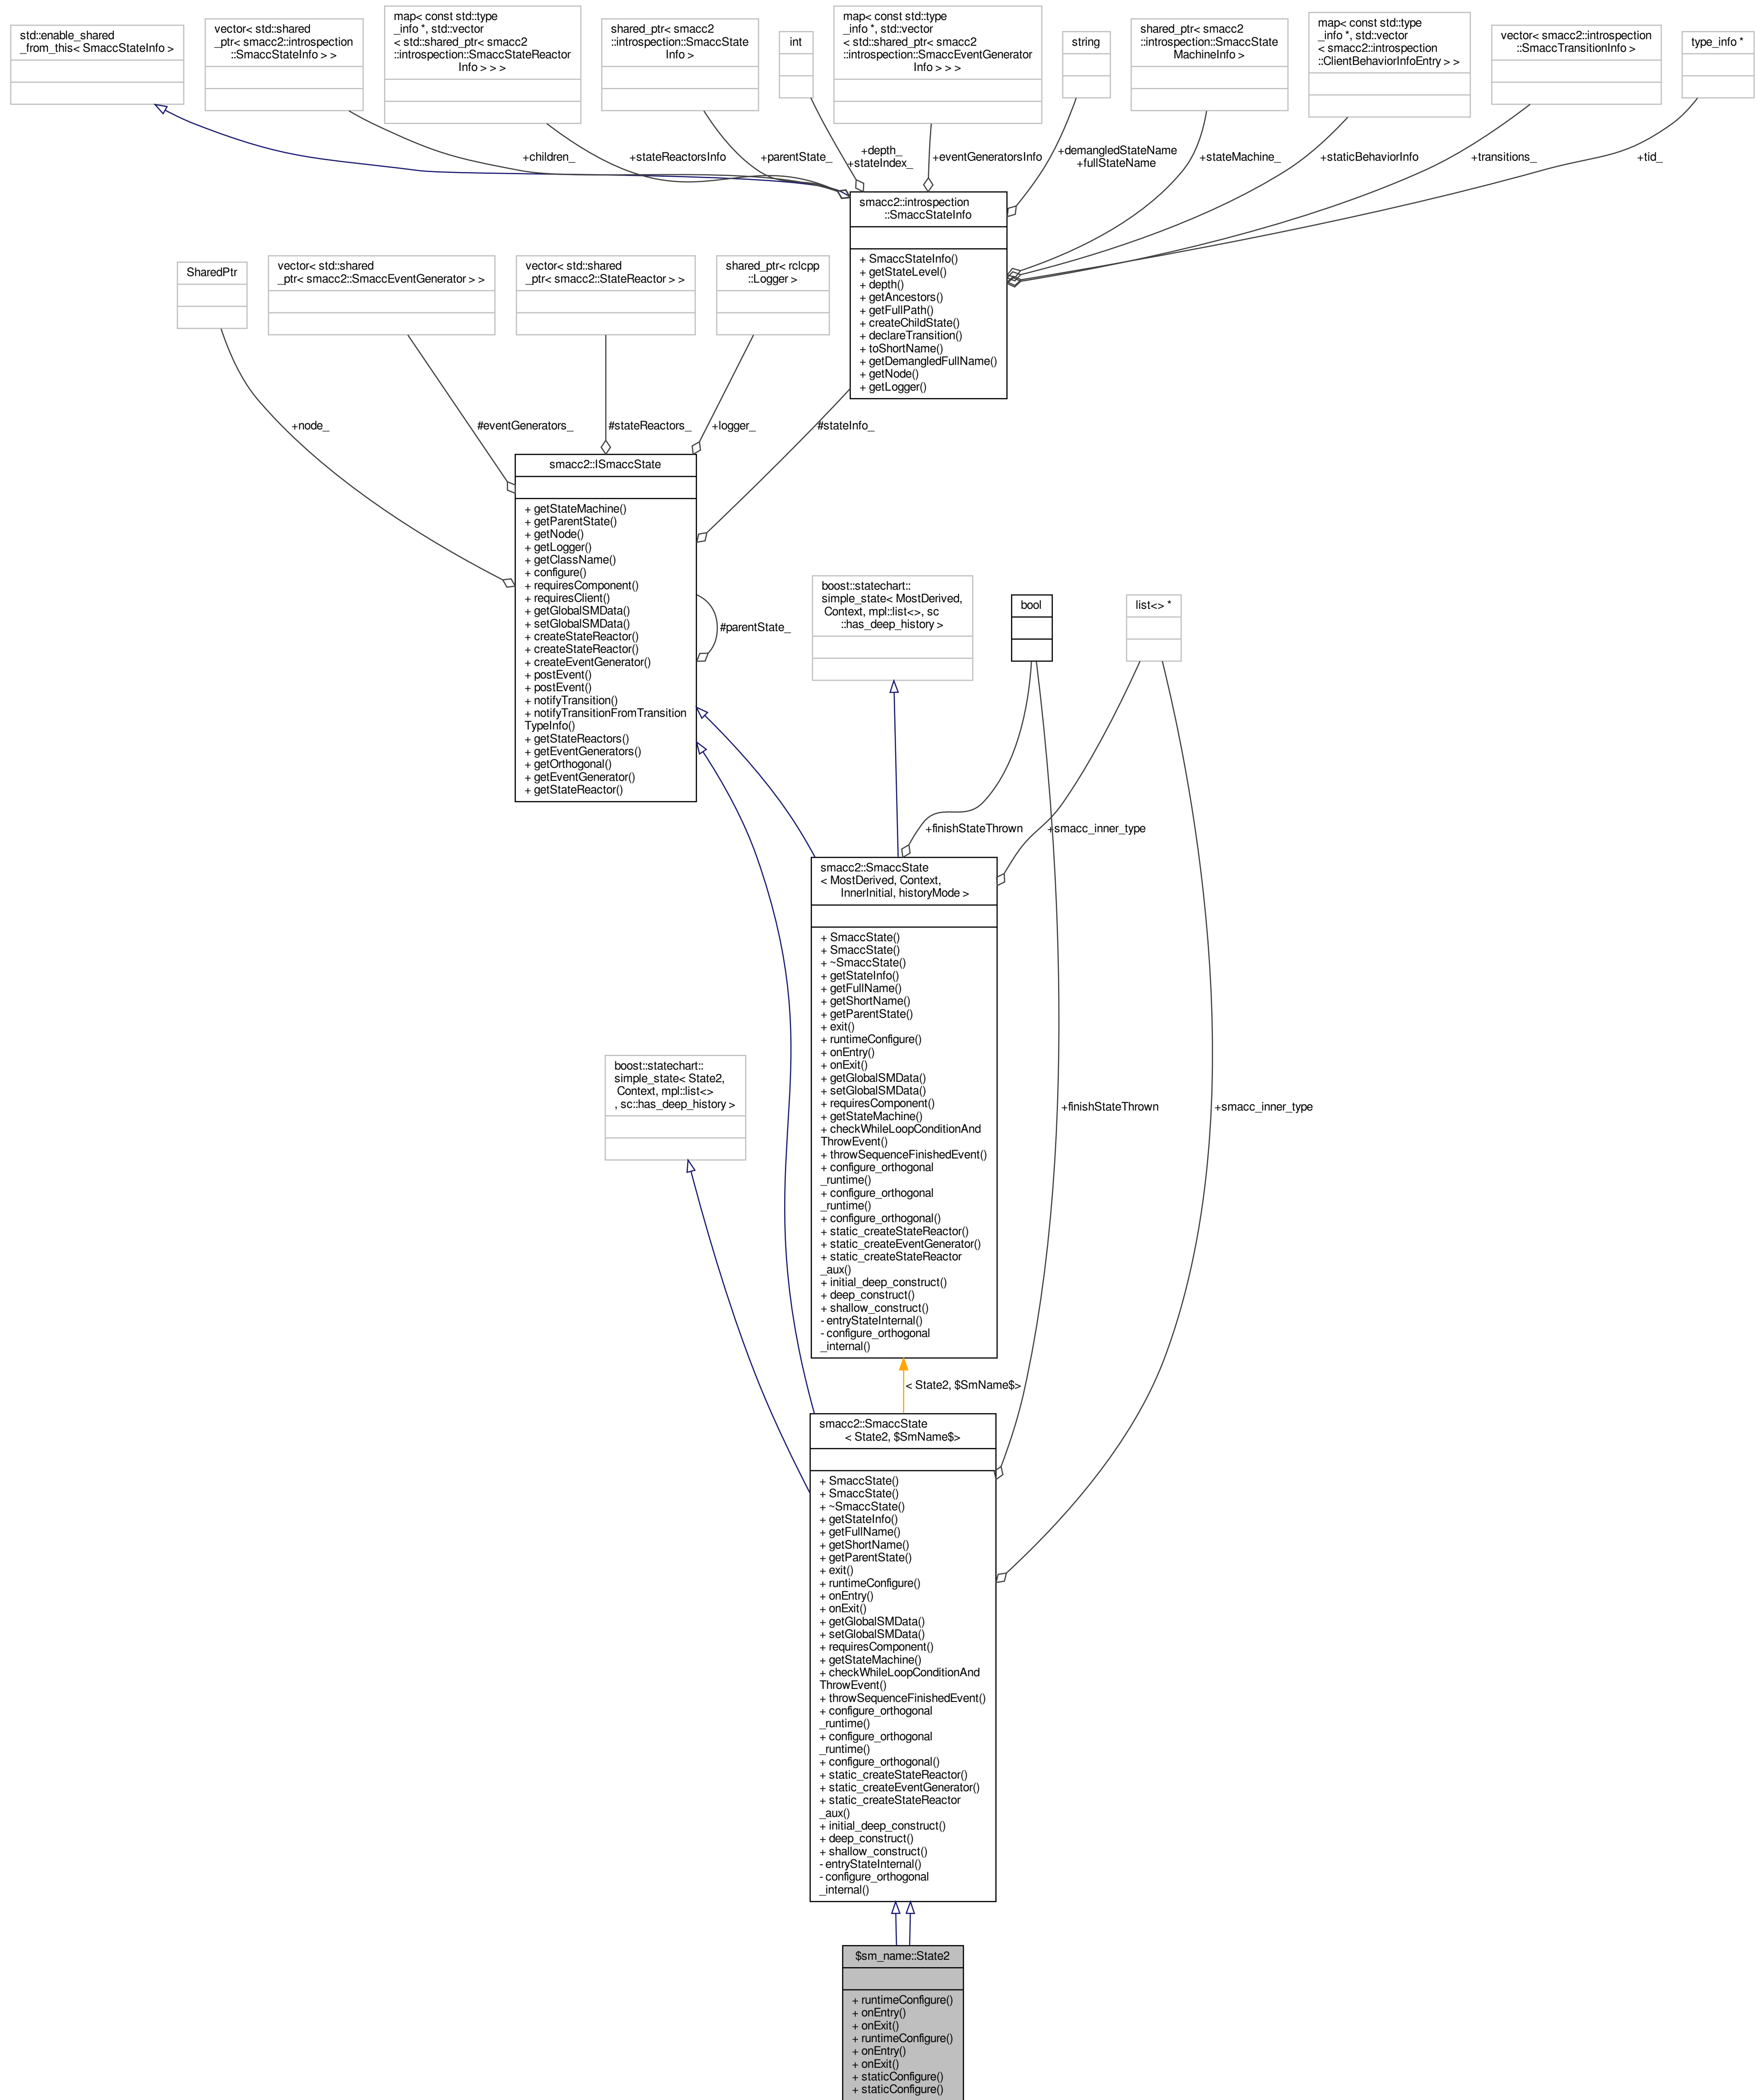 std::enable_shared
_from_this< SmaccStateInfo >
vector< std::shared
_ptr< smacc2::introspection
::SmaccStateInfo > >
map< const std::type
_info *, std::vector
< std::shared_ptr< smacc2
::introspection::SmaccStateReactor
Info > > >
shared_ptr< smacc2
::introspection::SmaccState
Info >
int
map< const std::type
_info *, std::vector
< std::shared_ptr< smacc2
::introspection::SmaccEventGenerator
Info > > >
string
shared_ptr< smacc2
::introspection::SmaccState
MachineInfo >
map< const std::type
_info *, std::vector
< smacc2::introspection
::ClientBehaviorInfoEntry > >
vector< smacc2::introspection
::SmaccTransitionInfo >
type_info *
+children_
+stateReactorsInfo
+parentState_
+depth_
+stateIndex_
+eventGeneratorsInfo
+demangledStateName
+fullStateName
+stateMachine_
+staticBehaviorInfo
+transitions_
+tid_
smacc2::introspection
::SmaccStateInfo
+ SmaccStateInfo()
+ getStateLevel()
+ depth()
+ getAncestors()
+ getFullPath()
+ createChildState()
+ declareTransition()
+ toShortName()
+ getDemangledFullName()
+ getNode()
+ getLogger()
SharedPtr
vector< std::shared
_ptr< smacc2::SmaccEventGenerator > >
vector< std::shared
_ptr< smacc2::StateReactor > >
shared_ptr< rclcpp
::Logger >
+node_
#eventGenerators_
#stateReactors_
+logger_
#stateInfo_
smacc2::ISmaccState
+ getStateMachine()
+ getParentState()
+ getNode()
+ getLogger()
+ getClassName()
+ configure()
+ requiresComponent()
+ requiresClient()
+ getGlobalSMData()
+ setGlobalSMData()
+ createStateReactor()
+ createStateReactor()
+ createEventGenerator()
+ postEvent()
+ postEvent()
+ notifyTransition()
+ notifyTransitionFromTransition
TypeInfo()
+ getStateReactors()
+ getEventGenerators()
+ getOrthogonal()
+ getEventGenerator()
+ getStateReactor()
#parentState_
boost::statechart::
simple_state< MostDerived,
Context, mpl::list<>, sc
::has_deep_history >
bool
list<> *
+finishStateThrown
+smacc_inner_type
smacc2::SmaccState
< MostDerived, Context,
InnerInitial, historyMode >
+ SmaccState()
+ SmaccState()
+ ~SmaccState()
+ getStateInfo()
+ getFullName()
+ getShortName()
+ getParentState()
+ exit()
+ runtimeConfigure()
+ onEntry()
+ onExit()
+ getGlobalSMData()
+ setGlobalSMData()
+ requiresComponent()
+ getStateMachine()
+ checkWhileLoopConditionAnd
ThrowEvent()
+ throwSequenceFinishedEvent()
+ configure_orthogonal
_runtime()
+ configure_orthogonal
_runtime()
+ configure_orthogonal()
+ static_createStateReactor()
+ static_createEventGenerator()
+ static_createStateReactor
_aux()
+ initial_deep_construct()
+ deep_construct()
+ shallow_construct()
- entryStateInternal()
- configure_orthogonal
_internal()
boost::statechart::
simple_state< State2,
Context, mpl::list<>
, sc::has_deep_history >
+finishStateThrown
+smacc_inner_type
< State2, $SmName$>
smacc2::SmaccState
< State2, $SmName$>
+ SmaccState()
+ SmaccState()
+ ~SmaccState()
+ getStateInfo()
+ getFullName()
+ getShortName()
+ getParentState()
+ exit()
+ runtimeConfigure()
+ onEntry()
+ onExit()
+ getGlobalSMData()
+ setGlobalSMData()
+ requiresComponent()
+ getStateMachine()
+ checkWhileLoopConditionAnd
ThrowEvent()
+ throwSequenceFinishedEvent()
+ configure_orthogonal
_runtime()
+ configure_orthogonal
_runtime()
+ configure_orthogonal()
+ static_createStateReactor()
+ static_createEventGenerator()
+ static_createStateReactor
_aux()
+ initial_deep_construct()
+ deep_construct()
+ shallow_construct()
- entryStateInternal()
- configure_orthogonal
_internal()
$sm_name::State2
+ runtimeConfigure()
+ onEntry()
+ onExit()
+ runtimeConfigure()
+ onEntry()
+ onExit()
+ staticConfigure()
+ staticConfigure()